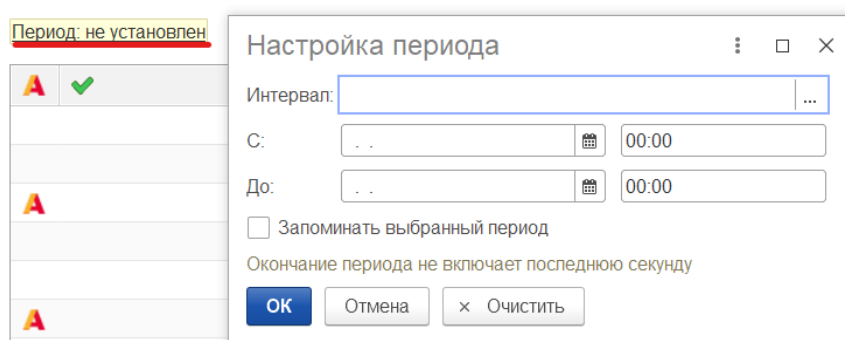 Период: не установлен
Настройка периода
Интервал: ...
С: . . 00:00
До: . . 00:00
Запоминать выбранный период
Окончание периода не включает последнюю секунду
ОК Отмена × Очистить